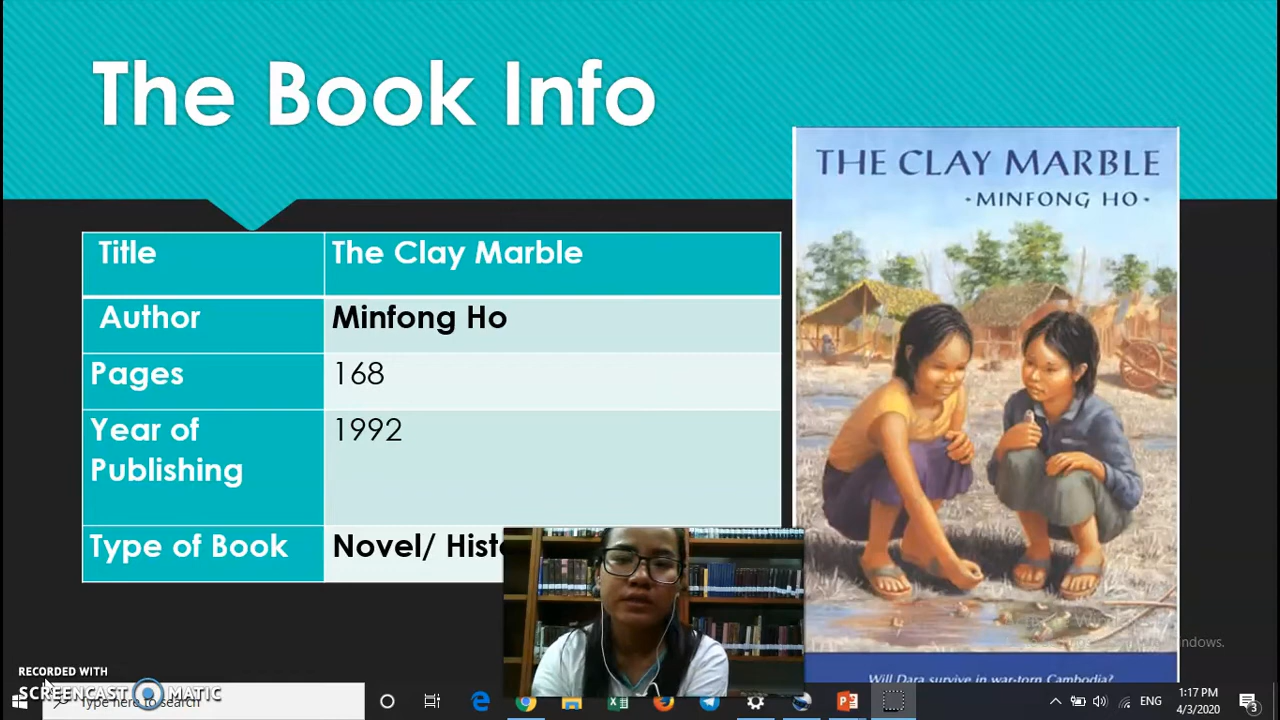 The Book Info
THE CLAY MARBLE
·MINFONG HO·
Title The Clay Marble
Author Minfong Ho
Pages 168
Year of
Publishing
1992
Type of Book Novel/
Will Dara survive in war-torn Cambodia?
RECORDED WITH
SCREENCAST MATIC
Type here to search
ENG
1:17 PM
4/3/2020
3